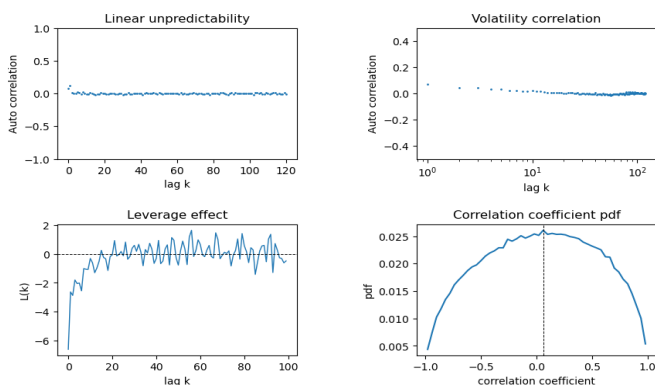 Linear unpredictability
1.0
0.5
0.0
−0.5
−1.0
Auto correlation
0 20 40 60 80 100 120
lag k
Volatility correlation
0.4
0.2
0.0
−0.2
−0.4
Auto correlation
10⁰ 10¹ 10²
lag k
Leverage effect
2
0
−2
−4
−6
L(k)
0 20 40 60 80 100
lag k
Correlation coefficient pdf
0.025
0.020
0.015
0.010
0.005
pdf
−1.0 −0.5 0.0 0.5 1.0
correlation coefficient